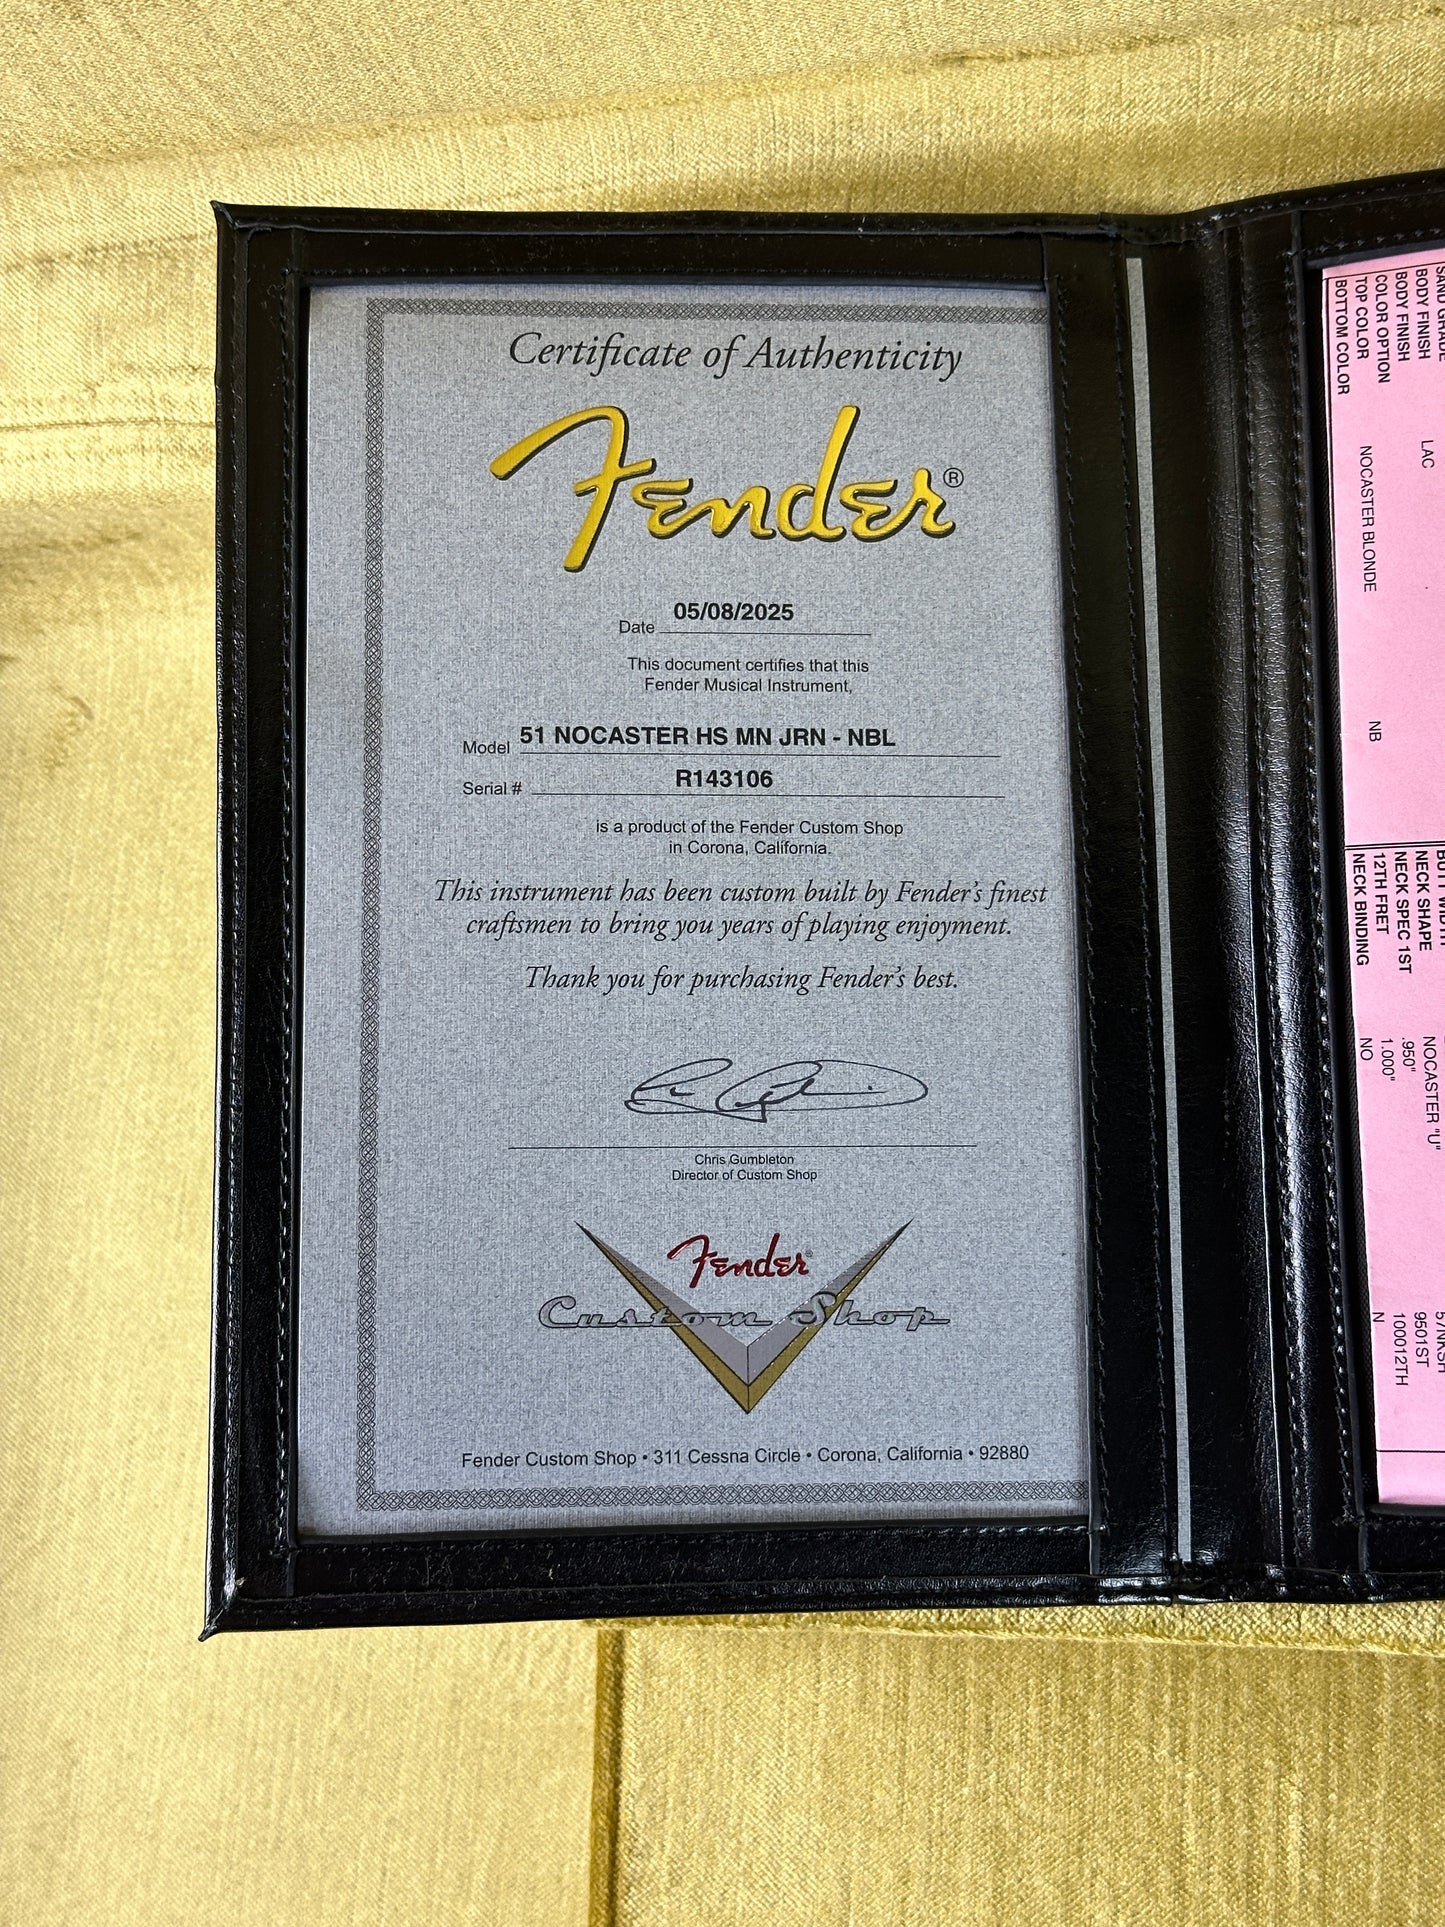 Certificate of Authenticity
Fender®
Date 05/08/2025
This document certifies that this
Fender Musical Instrument,
Model 51 NOCASTER HS MN JRN - NBL
Serial # R143106
is a product of the Fender Custom Shop
in Corona, California.
This instrument has been custom built by Fender's finest
craftsmen to bring you years of playing enjoyment.
Thank you for purchasing Fender's best.
Chris Gumbleton
Director of Custom Shop
Fender
Custom Shop
Fender Custom Shop • 311 Cessna Circle • Corona, California • 92880
BODY FINISH LAC
BODY FINISH
COLOR OPTION
TOP COLOR NOCASTER BLONDE NB
BOTTOM COLOR
NECK SHAPE NOCASTER "U"
NECK SPEC 1ST .950" 9501ST
12TH FRET 1.000" 100012TH
NECK BINDING NO N